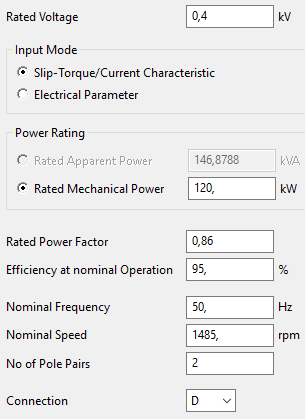 Rated Voltage 0,4 kV
Input Mode
Slip-Torque/Current Characteristic
Electrical Parameter
Power Rating
Rated Apparent Power 146,8788 kVA
Rated Mechanical Power 120, kW
Rated Power Factor 0,86
Efficiency at nominal Operation 95, %
Nominal Frequency 50, Hz
Nominal Speed 1485, rpm
No of Pole Pairs 2
Connection D